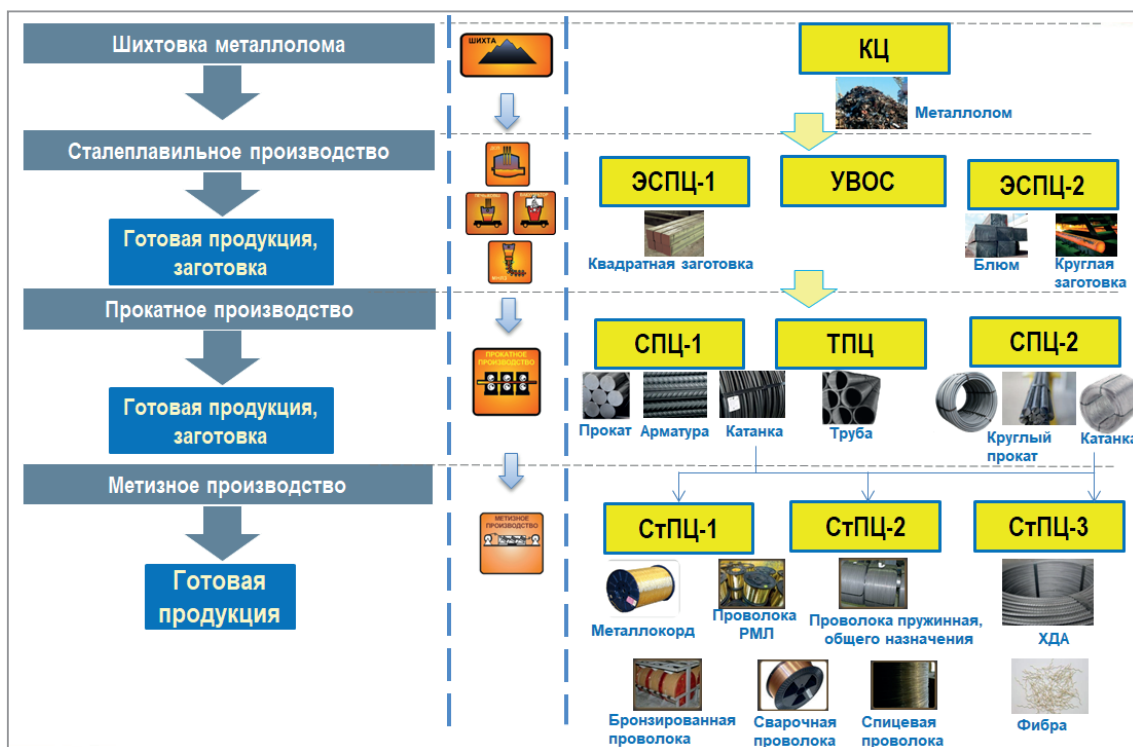 Шихтовка металлолома
ШИХТА
КЦ
Металлолом
Сталеплавильное производство
ЭСПЦ-1
УВОС
ЭСПЦ-2
Готовая продукция,
заготовка
Квадратная заготовка
Блюм
Круглая
заготовка
Прокатное производство
ПРОКАТНОЕ
ПРОИЗВОДСТВО
СПЦ-1
ТПЦ
СПЦ-2
Готовая продукция,
заготовка
Прокат
Арматура
Катанка
Труба
Круглый
прокат
Катанка
Метизное производство
МЕТИЗНОЕ
ПРОИЗВОДСТВО
СтПЦ-1
СтПЦ-2
СтПЦ-3
Готовая
продукция
Металлокорд
Проволока
РМЛ
Проволока пружинная,
общего назначения
ХДА
Бронзированная
проволока
Сварочная
проволока
Спицевая
проволока
Фибра